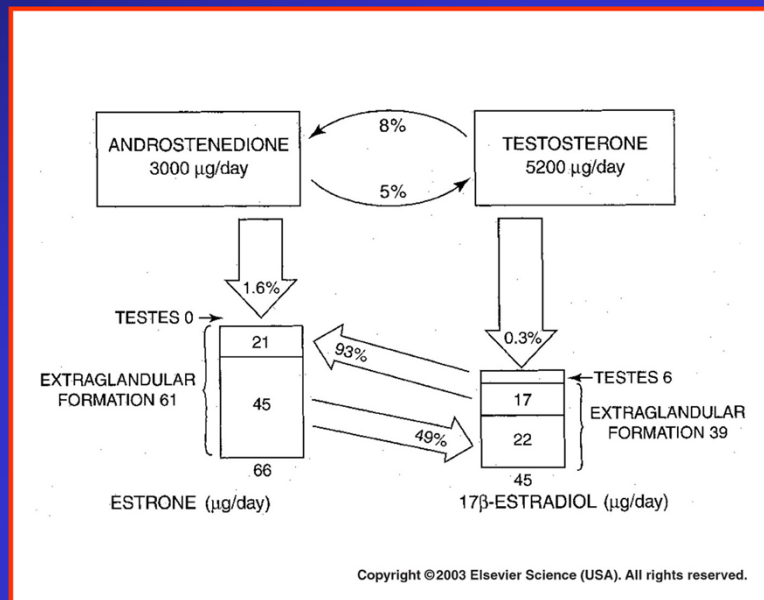 ANDROSTENEDIONE
3000 µg/day
8%
5%
TESTOSTERONE
5200 µg/day
1.6%
0.3%
TESTES 0
21
93%
EXTRAGLANDULAR
FORMATION 61
45
49%
66
ESTRONE (µg/day)
TESTES 6
17
EXTRAGLANDULAR
FORMATION 39
22
45
17β-ESTRADIOL (µg/day)
Copyright ©2003 Elsevier Science (USA). All rights reserved.